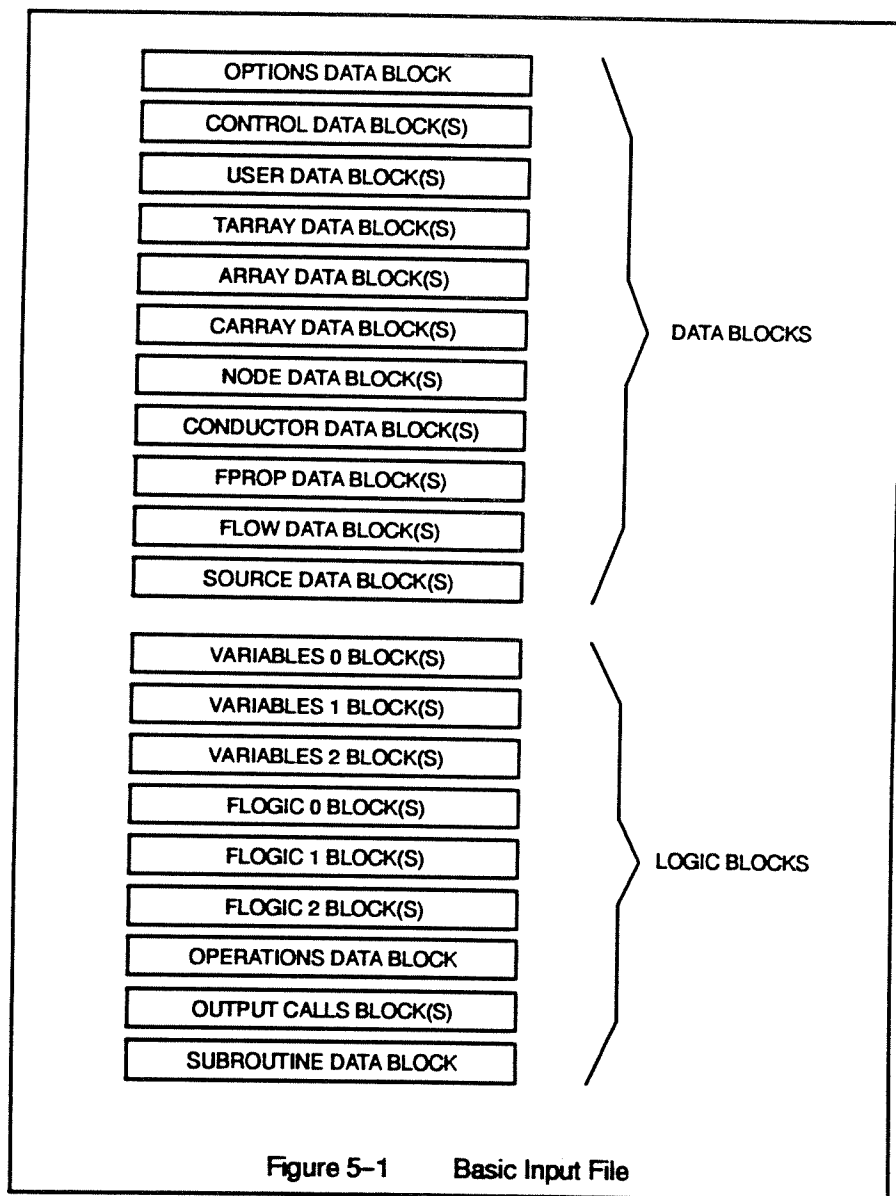 OPTIONS DATA BLOCK
CONTROL DATA BLOCK(S)
USER DATA BLOCK(S)
TARRAY DATA BLOCK(S)
ARRAY DATA BLOCK(S)
CARRAY DATA BLOCK(S)
NODE DATA BLOCK(S)
CONDUCTOR DATA BLOCK(S)
FPROP DATA BLOCK(S)
FLOW DATA BLOCK(S)
SOURCE DATA BLOCK(S)
DATA BLOCKS
VARIABLES 0 BLOCK(S)
VARIABLES 1 BLOCK(S)
VARIABLES 2 BLOCK(S)
FLOGIC 0 BLOCK(S)
FLOGIC 1 BLOCK(S)
FLOGIC 2 BLOCK(S)
OPERATIONS DATA BLOCK
OUTPUT CALLS BLOCK(S)
SUBROUTINE DATA BLOCK
LOGIC BLOCKS
Figure 5–1 Basic Input File